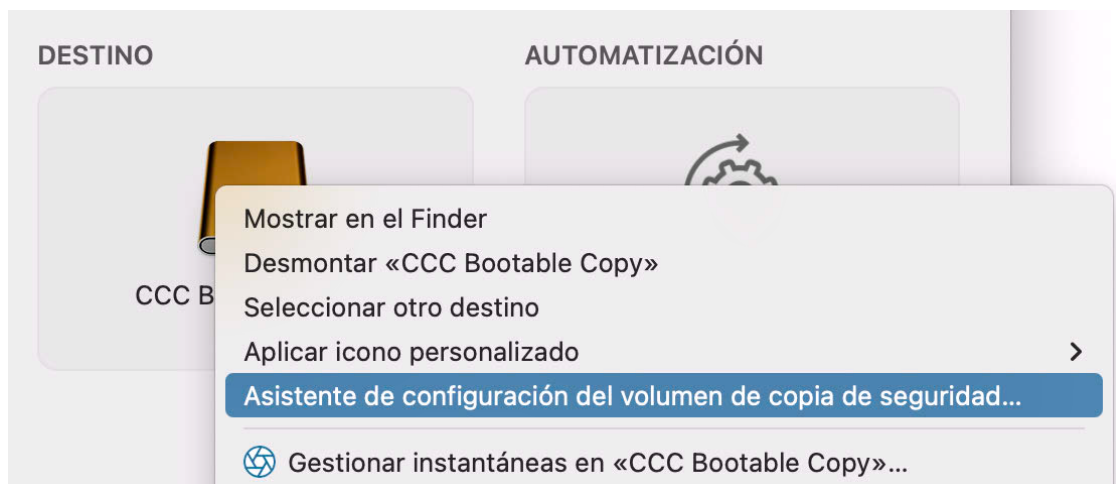 DESTINO
AUTOMATIZACIÓN
CCC B
Mostrar en el Finder
Desmontar «CCC Bootable Copy»
Seleccionar otro destino
Aplicar icono personalizado
Asistente de configuración del volumen de copia de seguridad...
Gestionar instantáneas en «CCC Bootable Copy»...